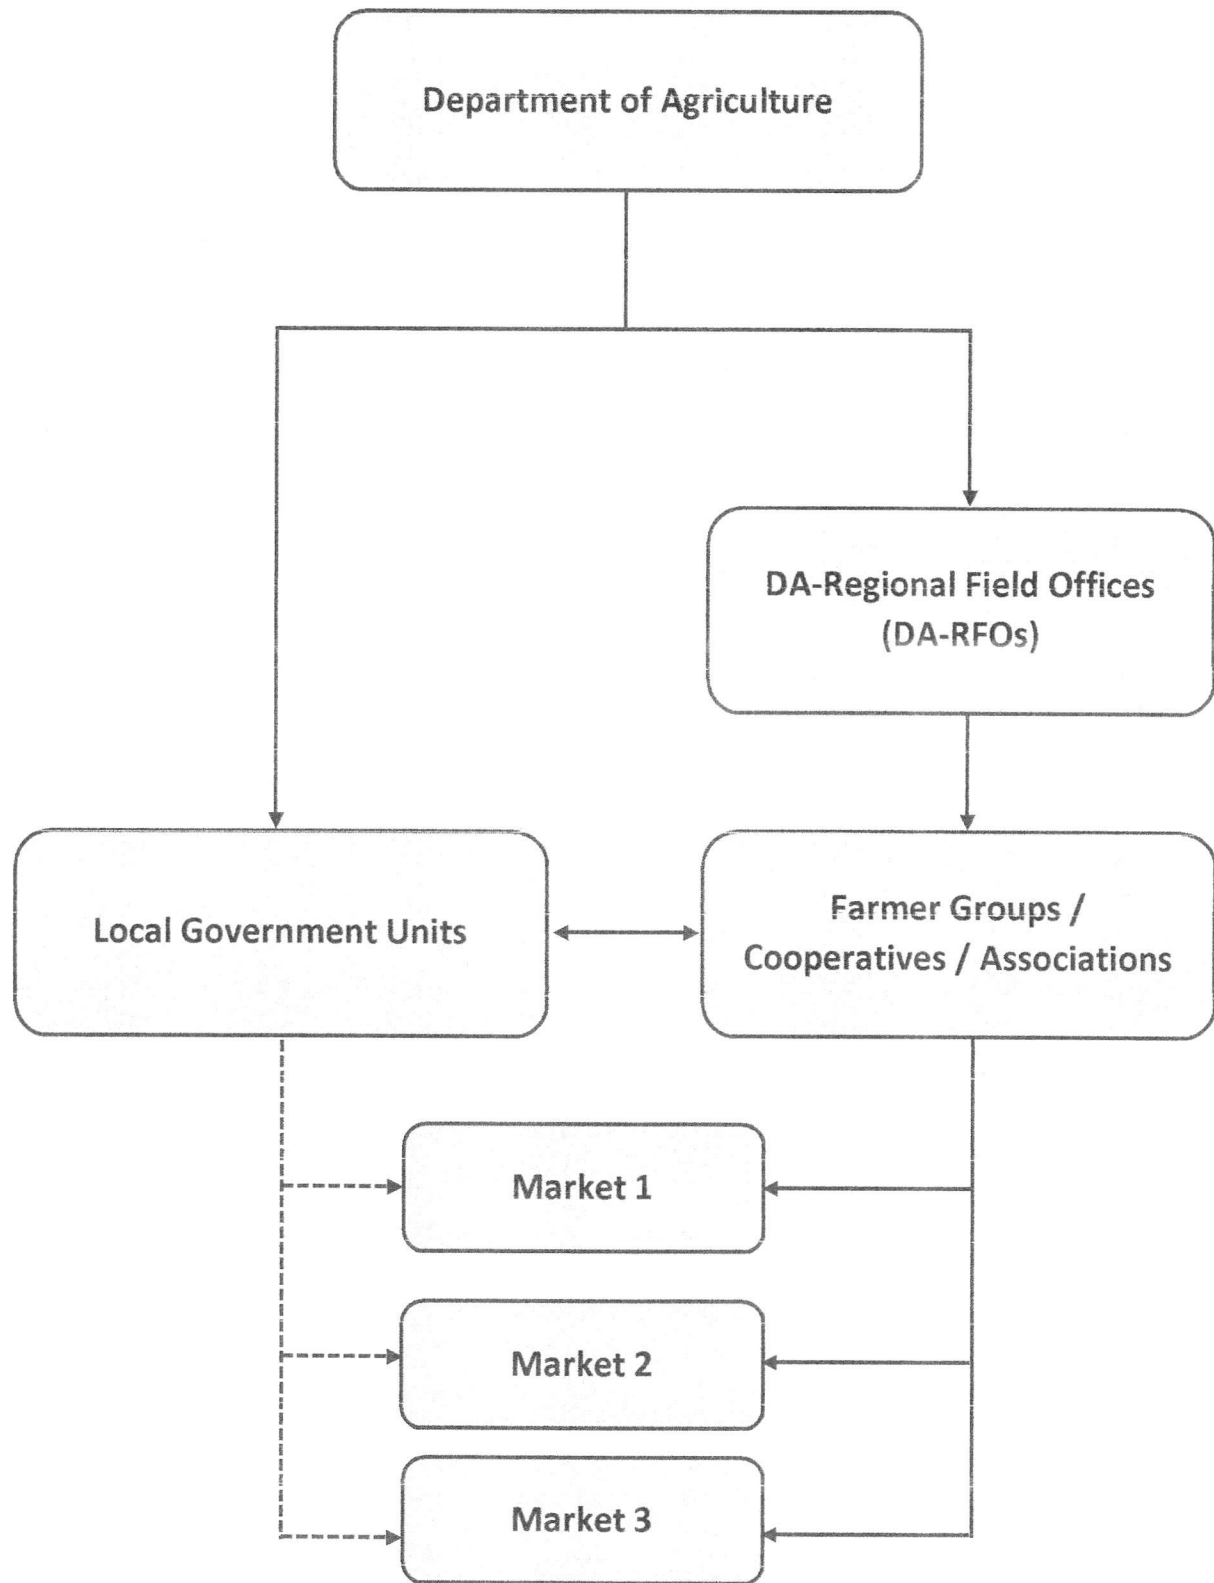 Department of Agriculture
DA-Regional Field Offices
(DA-RFOs)
Local Government Units
Farmer Groups /
Cooperatives / Associations
Market 1
Market 2
Market 3